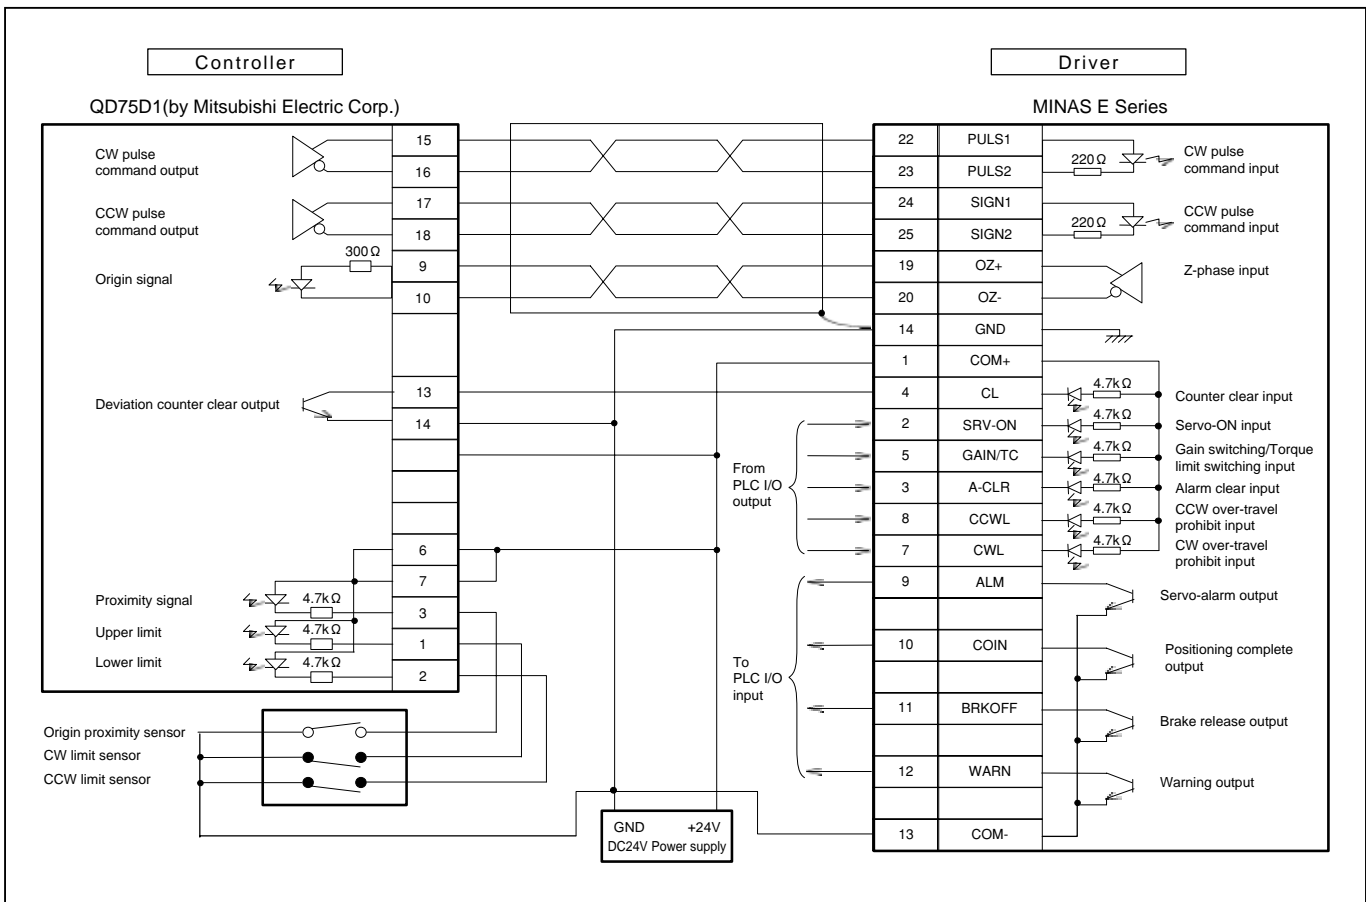 Controller
Driver
QD75D1(by Mitsubishi Electric Corp.)
MINAS E Series
CW pulse
command output
15
16
CCW pulse
command output
17
18
Origin signal
300Ω
9
10
Deviation counter clear output
13
14
6
7
Proximity signal
4.7kΩ
3
Upper limit
4.7kΩ
1
Lower limit
4.7kΩ
2
Origin proximity sensor
CW limit sensor
CCW limit sensor
GND +24V
DC24V Power supply
From
PLC I/O
output
To
PLC I/O
input
22 PULS1
23 PULS2
220Ω
CW pulse
command input
24 SIGN1
25 SIGN2
220Ω
CCW pulse
command input
19 OZ+
20 OZ-
Z-phase input
14 GND
1 COM+
4 CL 4.7kΩ
Counter clear input
2 SRV-ON 4.7kΩ
Servo-ON input
5 GAIN/TC 4.7kΩ
Gain switching/Torque
limit switching input
3 A-CLR 4.7kΩ
Alarm clear input
8 CCWL 4.7kΩ
CCW over-travel
prohibit input
7 CWL 4.7kΩ
CW over-travel
prohibit input
9 ALM
Servo-alarm output
10 COIN
Positioning complete
output
11 BRKOFF
Brake release output
12 WARN
Warning output
13 COM-